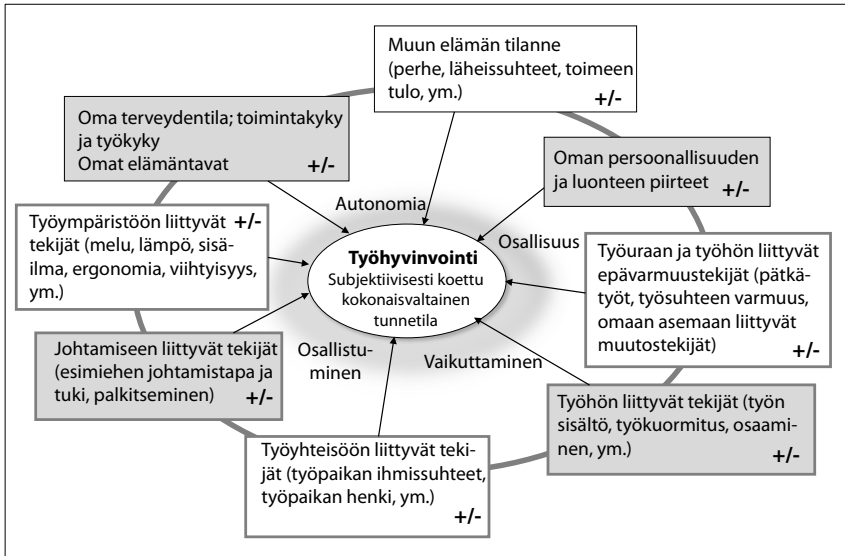 Muun elämän tilanne
(perhe, läheissuhteet, toimeen
tulo, ym.)
+/-
Oma terveydentila; toimintakyky
ja työkyky
Omat elämäntavat
+/-
Oman persoonallisuuden
ja luonteen piirteet
+/-
Autonomia
Osallisuus
Työympäristöön liittyvät +/-
tekijät (melu, lämpö, sisä-
ilma, ergonomia, viihtyisyys,
ym.)
Työhyvinvointi
Subjektiivisesti koettu
kokonaisvaltainen
tunnetila
Työuraan ja työhön liittyvät
epävarmuustekijät (pätkä-
työt, työsuhteen varmuus,
omaan asemaan liittyvät
muutostekijät)
+/-
Johtamiseen liittyvät tekijät
(esimiehen johtamistapa ja
tuki, palkitseminen)
+/-
Osallistu-
minen
Vaikuttaminen
Työhön liittyvät tekijät (työn
sisältö, työkuormitus, osaami-
nen, ym.)
+/-
Työyhteisöön liittyvät teki-
jät (työpaikan ihmissuhteet,
työpaikan henki, ym.)
+/-